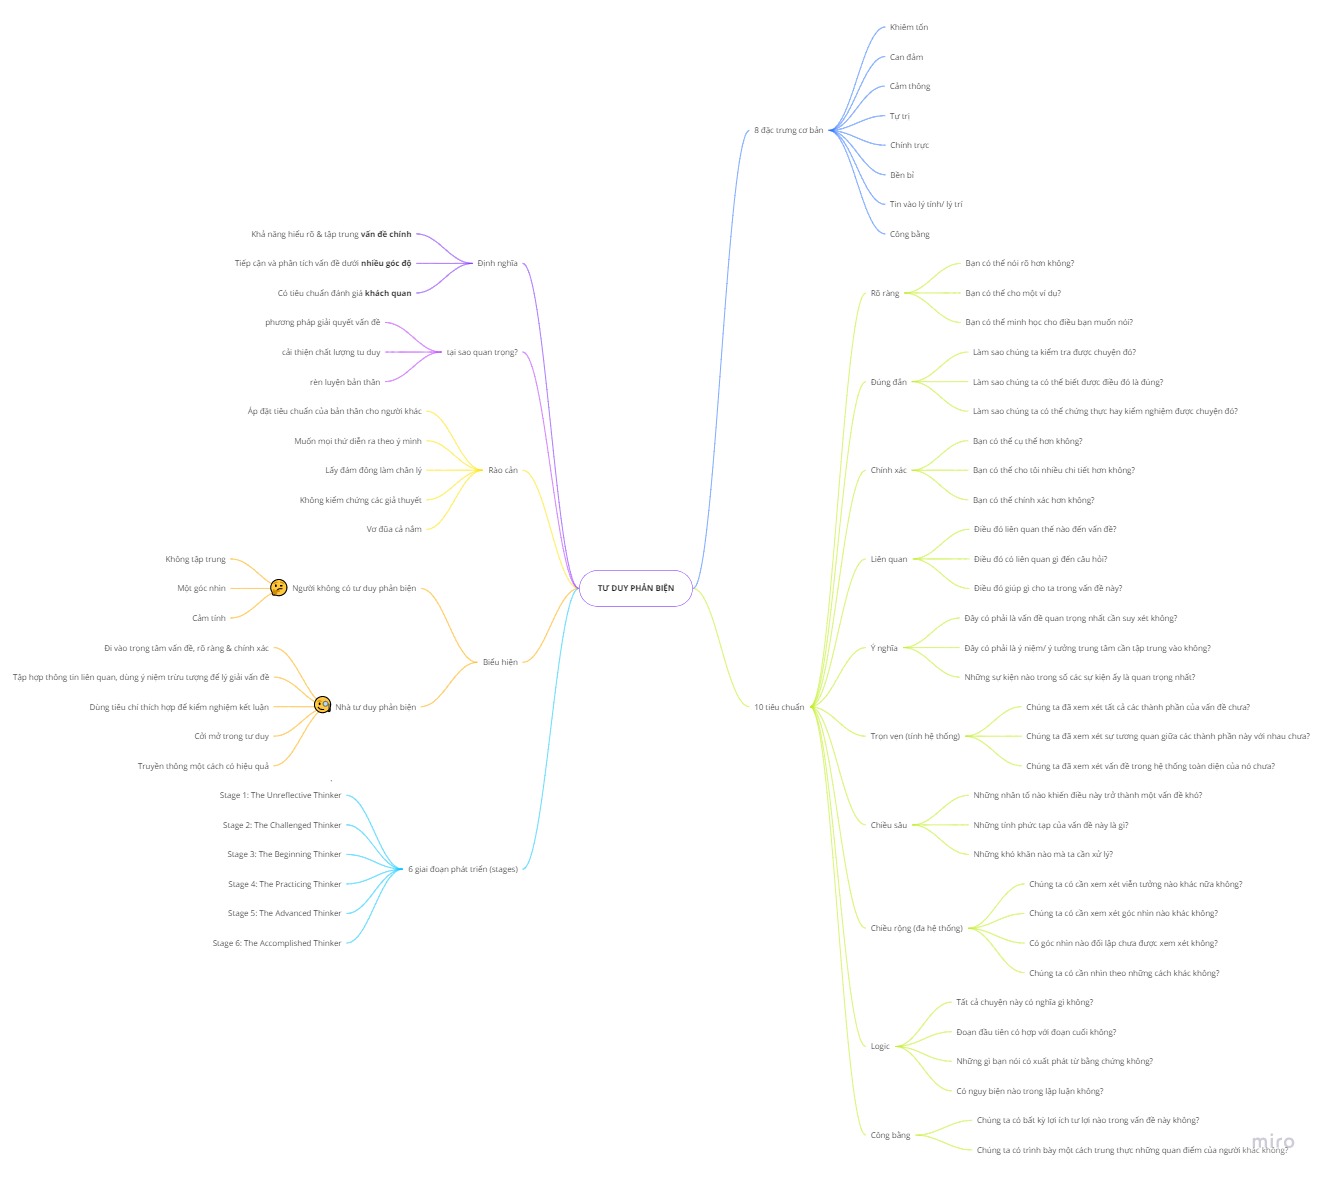 TƯ DUY PHẢN BIỆN
Định nghĩa
Khả năng hiểu rõ & tập trung vấn đề chính
Tiếp cận và phân tích vấn đề dưới nhiều góc độ
Có tiêu chuẩn đánh giá khách quan
tại sao quan trọng?
phương pháp giải quyết vấn đề
cải thiện chất lượng tu duy
rèn luyện bản thân
Rào cản
Áp đặt tiêu chuẩn của bản thân cho người khác
Muốn mọi thứ diễn ra theo ý mình
Lấy đám đông làm chân lý
Không kiểm chứng các giả thuyết
Vơ đũa cả nắm
Biểu hiện
Người không có tư duy phản biện
Không tập trung
Một góc nhìn
Cảm tính
Nhà tư duy phản biện
Đi vào trọng tâm vấn đề, rõ ràng & chính xác
Tập hợp thông tin liên quan, dùng ý niệm trừu tượng để lý giải vấn đề
Dùng tiêu chí thích hợp để kiểm nghiệm kết luận
Cởi mở trong tư duy
Truyền thông một cách có hiệu quả
6 giai đoạn phát triển (stages)
Stage 1: The Unreflective Thinker
Stage 2: The Challenged Thinker
Stage 3: The Beginning Thinker
Stage 4: The Practicing Thinker
Stage 5: The Advanced Thinker
Stage 6: The Accomplished Thinker
8 đặc trưng cơ bản
Khiêm tốn
Can đảm
Cảm thông
Tự trị
Chính trực
Bền bỉ
Tin vào lý tính/ lý trí
Công bằng
10 tiêu chuẩn
Rõ ràng
Bạn có thể nói rõ hơn không?
Bạn có thể cho một ví dụ?
Bạn có thể minh học cho điều bạn muốn nói?
Đúng đắn
Làm sao chúng ta kiểm tra được chuyện đó?
Làm sao chúng ta có thể biết được điều đó là đúng?
Làm sao chúng ta có thể chứng thực hay kiểm nghiệm được chuyện đó?
Chính xác
Bạn có thể cụ thể hơn không?
Bạn có thể cho tôi nhiều chi tiết hơn không?
Bạn có thể chính xác hơn không?
Liên quan
Điều đó liên quan thế nào đến vấn đề?
Điều đó có liên quan gì đến câu hỏi?
Điều đó giúp gì cho ta trong vấn đề này?
Ý nghĩa
Đây có phải là vấn đề quan trọng nhất cần suy xét không?
Đây có phải là ý niệm/ ý tưởng trung tâm cần tập trung vào không?
Những sự kiện nào trong số các sự kiện ấy là quan trọng nhất?
Trọn vẹn (tính hệ thống)
Chúng ta đã xem xét tất cả các thành phần của vấn đề chưa?
Chúng ta đã xem xét sự tương quan giữa các thành phần này với nhau chưa?
Chúng ta đã xem xét vấn đề trong hệ thống toàn diện của nó chưa?
Chiều sâu
Những nhân tố nào khiến điều này trở thành một vấn đề khó?
Những tính phức tạp của vấn đề này là gì?
Những khó khăn nào mà ta cần xử lý?
Chiều rộng (đa hệ thống)
Chúng ta có cần xem xét viễn tưởng nào khác nữa không?
Chúng ta có cần xem xét góc nhìn nào khác không?
Có góc nhìn nào đối lập chưa được xem xét không?
Chúng ta có cần nhìn theo những cách khác không?
Logic
Tất cả chuyện này có nghĩa gì không?
Đoạn đầu tiên có hợp với đoạn cuối không?
Những gì bạn nói có xuất phát từ bằng chứng không?
Có ngụy biện nào trong lập luận không?
Công bằng
Chúng ta có bất kỳ lợi ích tư lợi nào trong vấn đề này không?
Chúng ta có trình bày một cách trung thực những quan điểm của người khác không?
miro